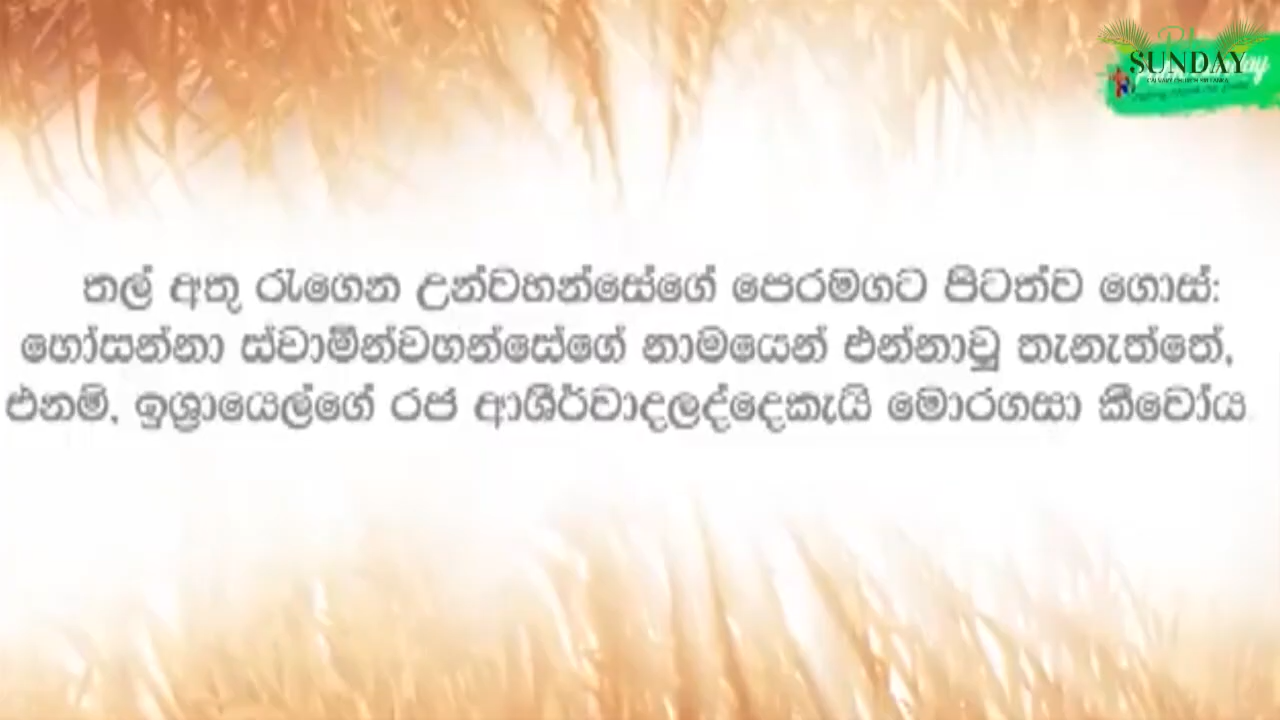 SUNDAY
තල් අතු රැගෙන උන්වහන්සේගේ පෙරමගට පිටත්ව ගොස්:
හෝසන්නා ස්වාමීන්වහන්සේගේ නාමයෙන් එන්නාවූ තැනැත්තේ,
එනම්, ඉශ්‍රායෙල්ගේ රජ ආශීර්වාදලද්දෙකැයි මොරගසා කීවෝය